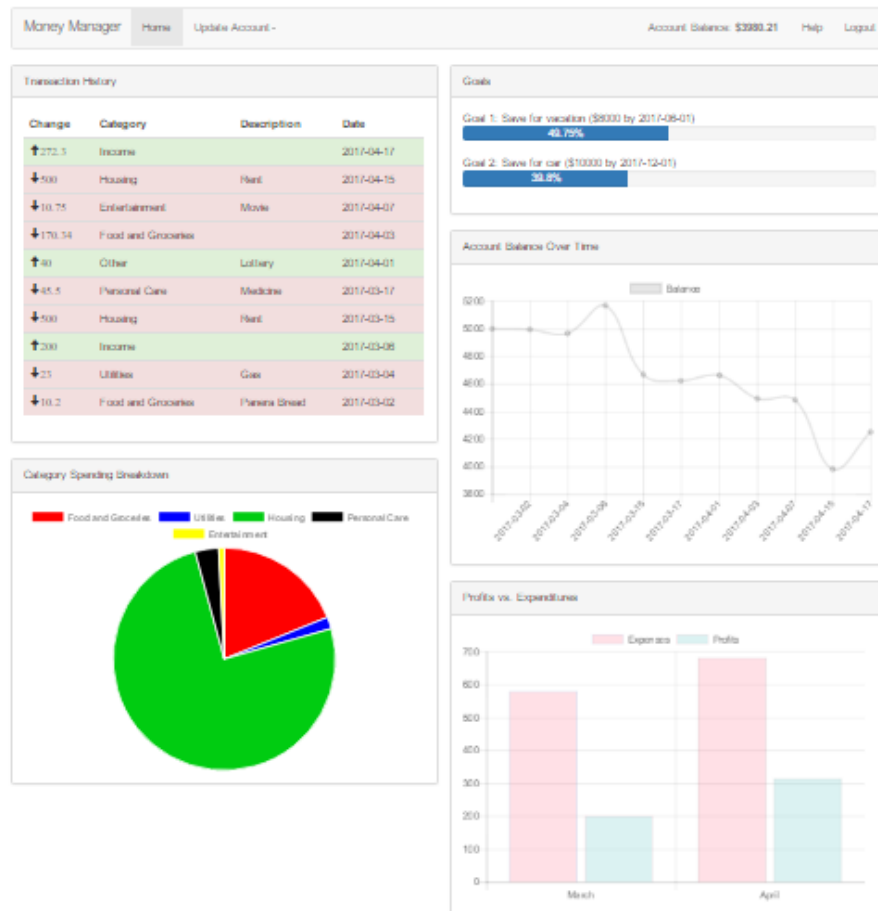 Money Manager Home Update Account - Account Balance: $3980.21 Help Logout
Transaction History
Change Category Description Date
272.3 Income 2017-04-17
500 Housing Rent 2017-04-15
10.75 Entertainment Movie 2017-04-07
170.34 Food and Groceries 2017-04-03
40 Other Lottery 2017-04-01
45.5 Personal Care Medicine 2017-03-17
500 Housing Rent 2017-03-15
200 Income 2017-03-06
23 Utilities Gas 2017-03-04
10.2 Food and Groceries Panera Bread 2017-03-02
Category Spending Breakdown
Food and Groceries Utilities Housing Personal Care
Entertainment
Goals
Goal 1: Save for vacation ($8000 by 2017-06-01)
49.75%
Goal 2: Save for car ($10000 by 2017-12-01)
39.8%
Account Balance Over Time
Balance
5200
5000
4800
4600
4400
4200
4000
3800
2017-03-02 2017-03-04 2017-03-06 2017-03-15 2017-03-17 2017-04-01 2017-04-03 2017-04-07 2017-04-15 2017-04-17
Profits vs. Expenditures
Expenses Profits
700
600
500
400
300
200
100
0
March April